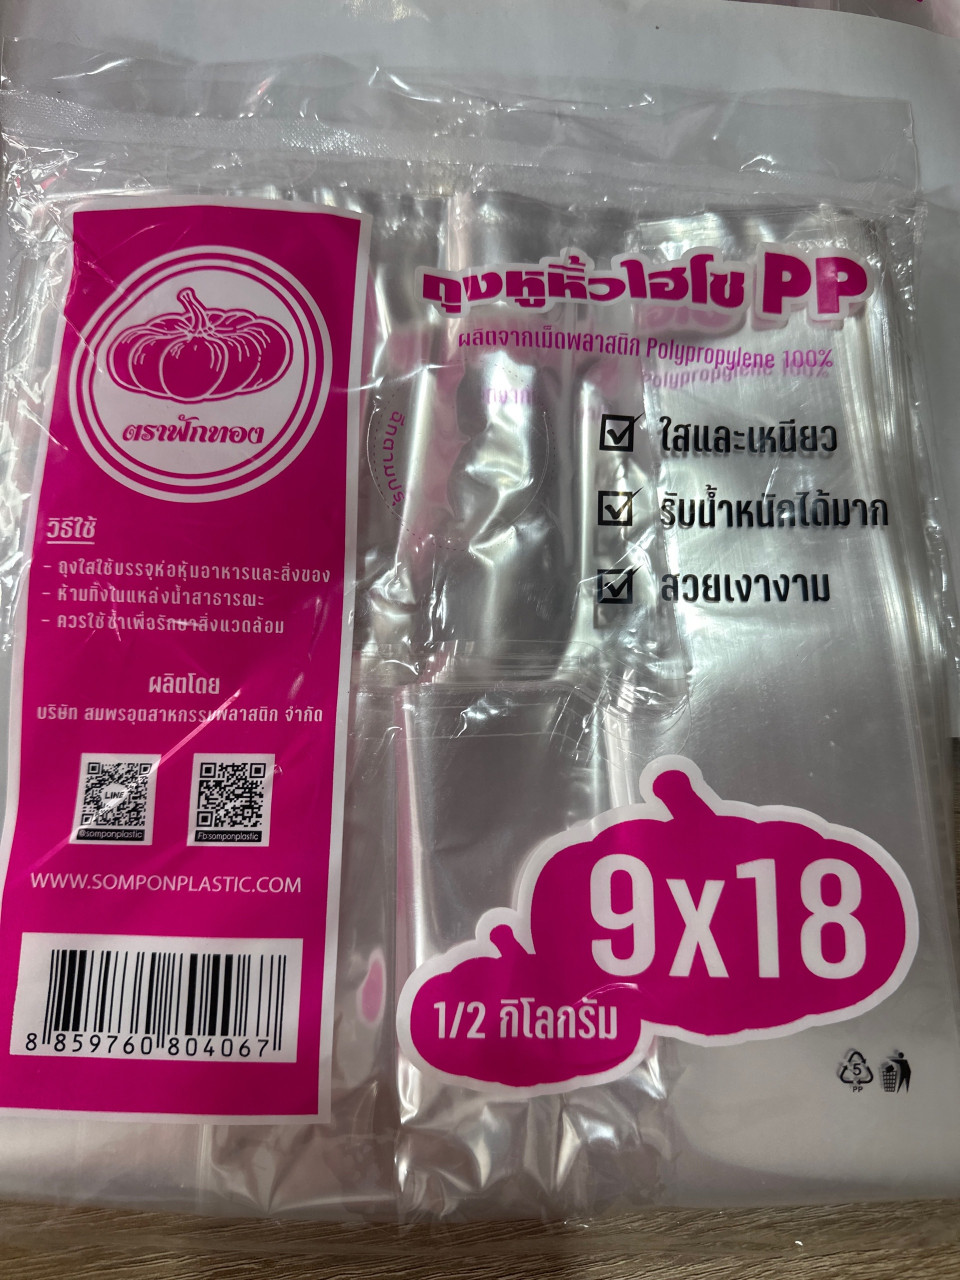 ตราฟักทอง
วิธีใช้
- ถุงใสใช้บรรจุห่อหุ้มอาหารและสิ่งของ
- ห้ามทิ้งในแหล่งน้ำสาธารณะ
- ควรใช้ซ้ำเพื่อรักษาสิ่งแวดล้อม
ผลิตโดย
บริษัท สมพรอุตสาหกรรมพลาสติก จำกัด
LINE
@somponplastic
Fb:somponplastic
WWW.SOMPONPLASTIC.COM
8 859760 804067
ถุงหูหิ้วไฮโซ PP
ผลิตจากเม็ดพลาสติก Polypropylene 100%
ใสและเหนียว
รับน้ำหนักได้มาก
สวยเงางาม
9x18
1/2 กิโลกรัม
5
PP